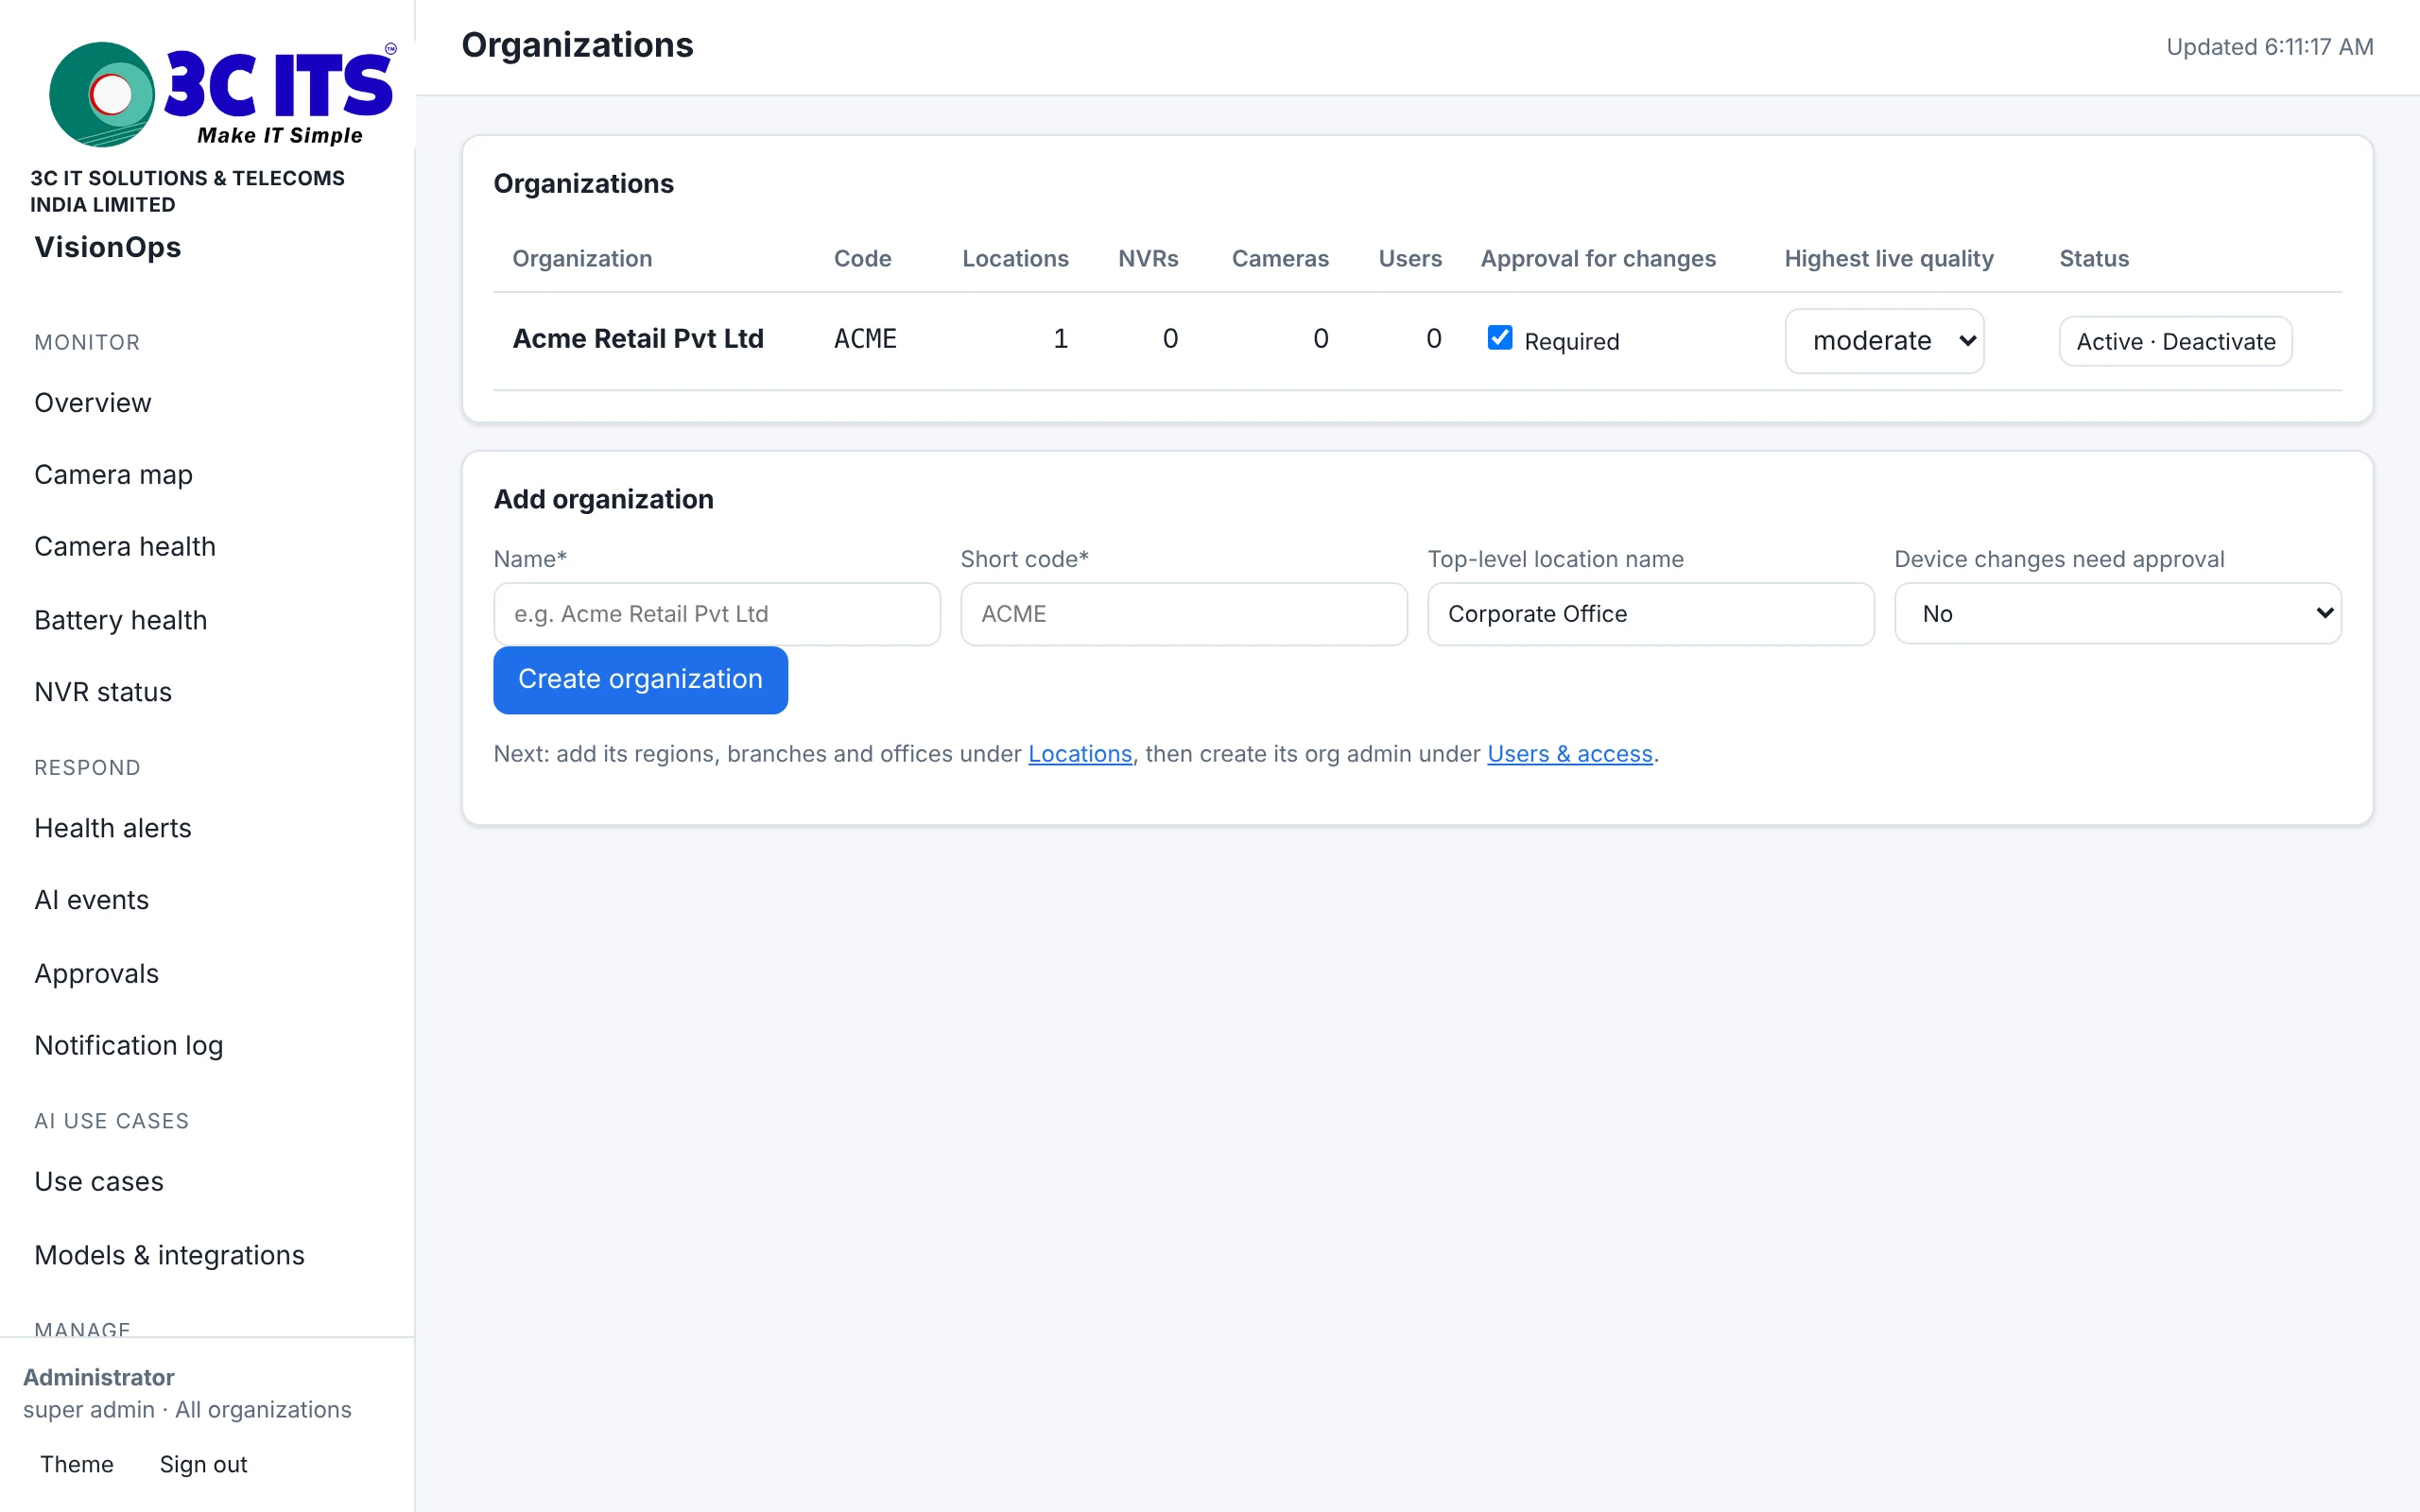 3C ITS TM
Make IT Simple
3C IT SOLUTIONS & TELECOMS
INDIA LIMITED
VisionOps
MONITOR
Overview
Camera map
Camera health
Battery health
NVR status
RESPOND
Health alerts
AI events
Approvals
Notification log
AI USE CASES
Use cases
Models & integrations
MANAGE
Administrator
super admin · All organizations
Theme Sign out
Organizations
Updated 6:11:17 AM
Organizations
Organization Code Locations NVRs Cameras Users Approval for changes Highest live quality Status
Acme Retail Pvt Ltd ACME 1 0 0 0 Required moderate Active · Deactivate
Add organization
Name* Short code* Top-level location name Device changes need approval
e.g. Acme Retail Pvt Ltd ACME Corporate Office No
Create organization
Next: add its regions, branches and offices under Locations, then create its org admin under Users & access.